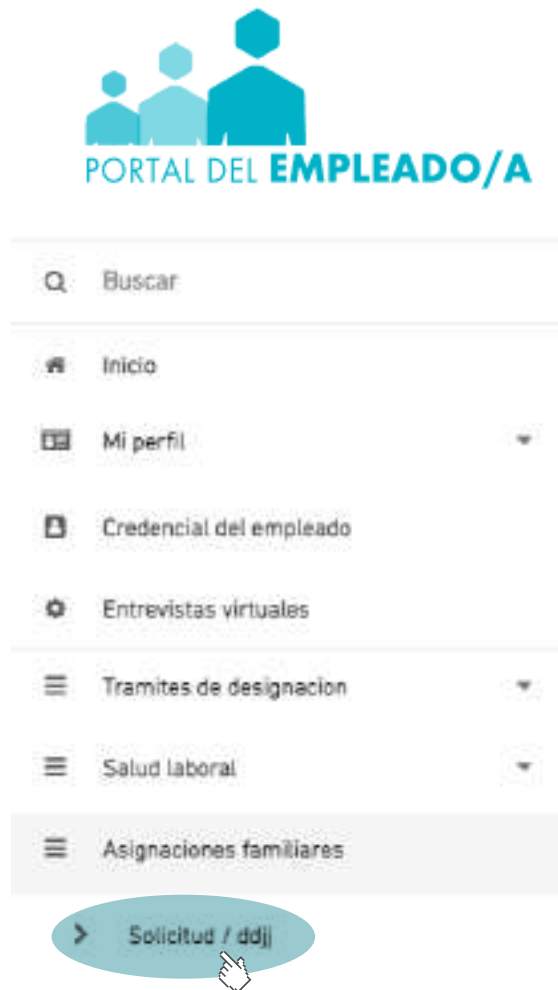 PORTAL DEL EMPLEADO/A
Buscar
Inicio
Mi perfil
Credencial del empleado
Entrevistas virtuales
Tramites de designacion
Salud laboral
Asignaciones familiares
Solicitud / ddjj